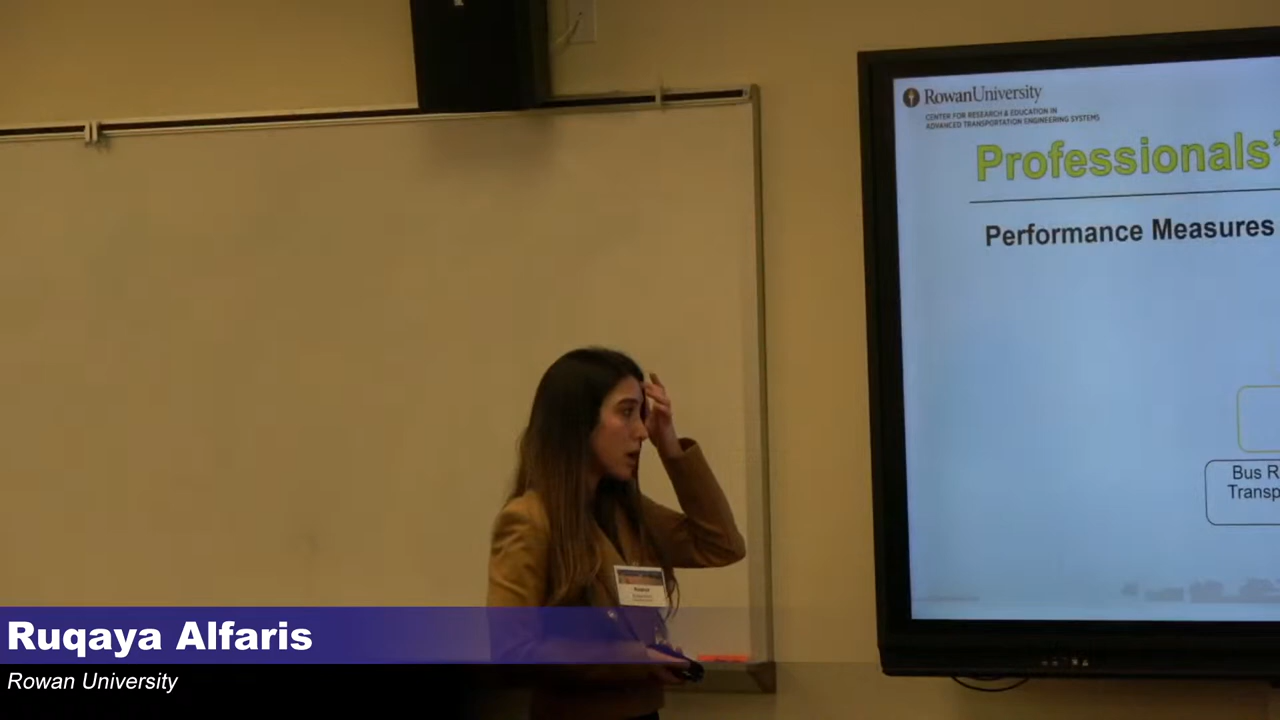 RowanUniversity
CENTER FOR RESEARCH & EDUCATION IN
ADVANCED TRANSPORTATION ENGINEERING SYSTEMS
Professionals'
Performance Measures
Bus R
Transp
Ruqaya Alfaris
Rowan University